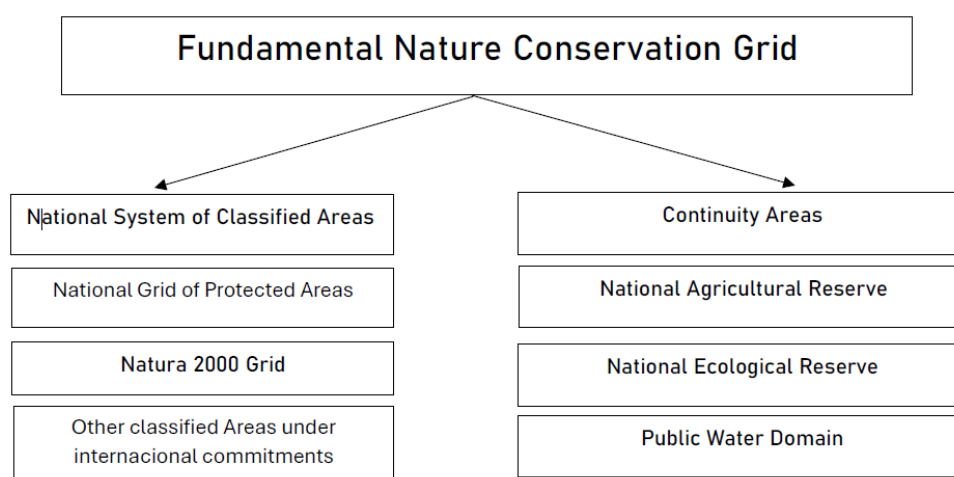 Fundamental Nature Conservation Grid
National System of Classified Areas
National Grid of Protected Areas
Natura 2000 Grid
Other classified Areas under
internacional commitments
Continuity Areas
National Agricultural Reserve
National Ecological Reserve
Public Water Domain